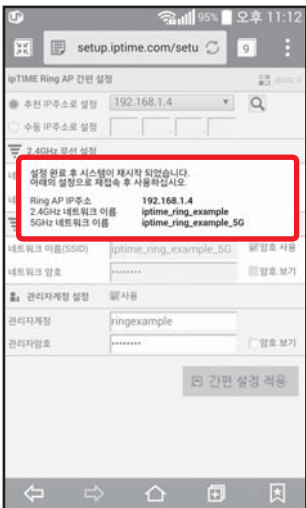 95% 오후 11:12
setup.iptime.com/setu 9
ipTIME Ring AP 간편 설정
추천 IP주소로 설정 192.168.1.4
수동 IP주소로 설정
2.4GHz 무선 설정
설정 완료 후 시스템이 재시작 되었습니다.
아래의 설정으로 재접속 후 사용하십시오.
Ring AP IP주소 192.168.1.4
2.4GHz 네트워크 이름 iptime_ring_example
5GHz 네트워크 이름 iptime_ring_example_5G
네트워크 이름(SSID) iptime_ring_example_5G 암호 사용
네트워크 암호 •••••••• 암호 보기
관리자계정 설정 사용
관리자계정 ringexample
관리자암호 •••••••• 암호 보기
간편 설정 적용